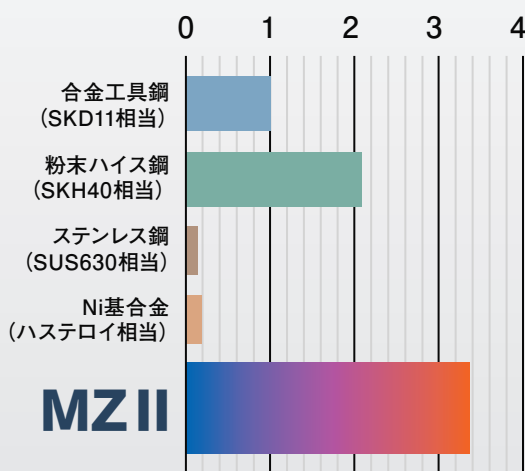 0 1 2 3 4
合金工具鋼
(SKD11相当)
粉末ハイス鋼
(SKH40相当)
ステンレス鋼
(SUS630相当)
Ni基合金
(ハステロイ相当)
MZⅡ